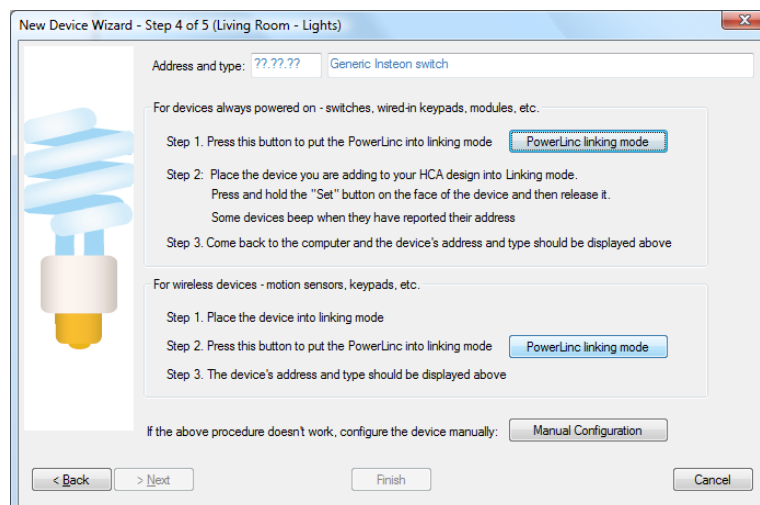 New Device Wizard - Step 4 of 5 (Living Room - Lights)
Address and type: ??.??.?? Generic Insteon switch
For devices always powered on - switches, wired-in keypads, modules, etc.
Step 1. Press this button to put the PowerLinc into linking mode PowerLinc linking mode
Step 2: Place the device you are adding to your HCA design into Linking mode.
Press and hold the "Set" button on the face of the device and then release it.
Some devices beep when they have reported their address
Step 3. Come back to the computer and the device's address and type should be displayed above
For wireless devices - motion sensors, keypads, etc.
Step 1. Place the device into linking mode
Step 2. Press this button to put the PowerLinc into linking mode PowerLinc linking mode
Step 3. The device's address and type should be displayed above
If the above procedure doesn't work, configure the device manually: Manual Configuration
< Back > Next Finish Cancel